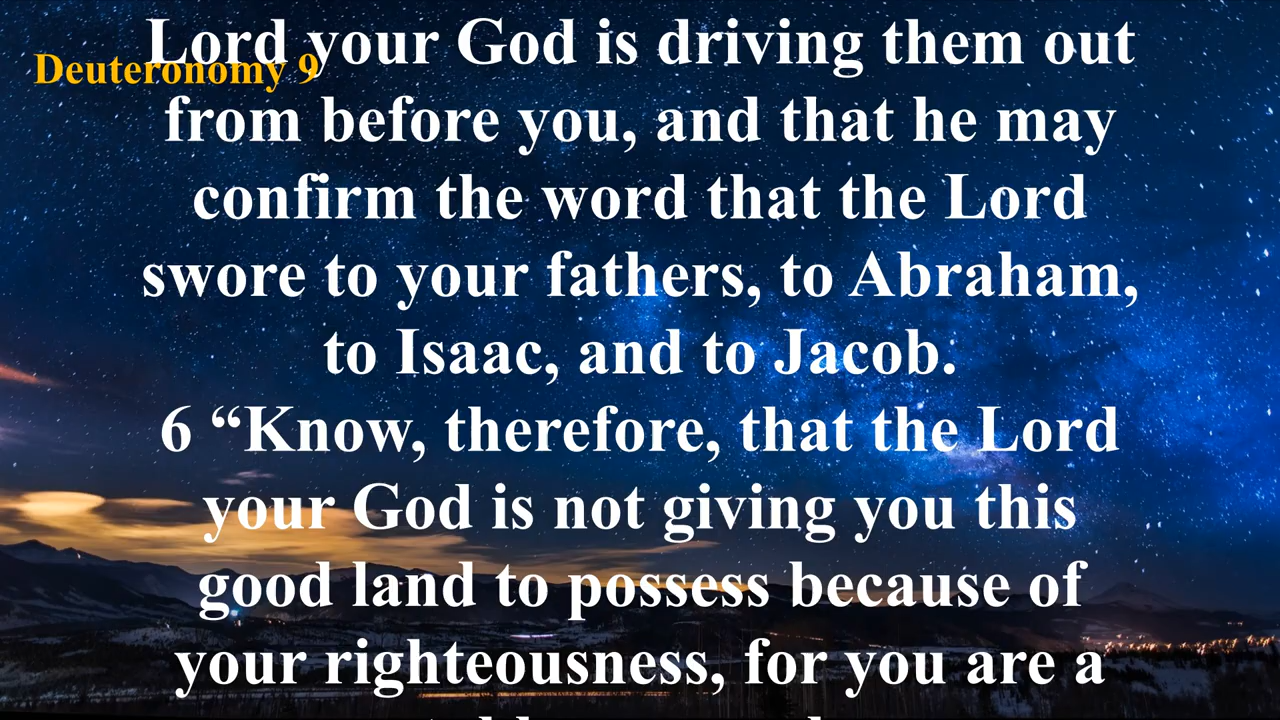 Lord your God is driving them out
Deuteronomy 9
from before you, and that he may
confirm the word that the Lord
swore to your fathers, to Abraham,
to Isaac, and to Jacob.
6 “Know, therefore, that the Lord
your God is not giving you this
good land to possess because of
your righteousness, for you are a